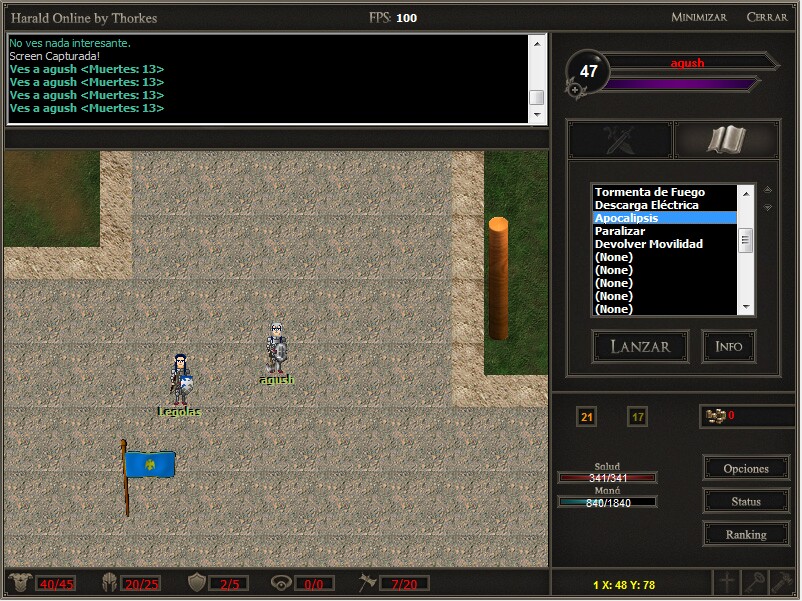 Harald Online by Thorkes
FPS: 100
MINIMIZAR
CERRAR
No ves nada interesante.
Screen Capturada!
Ves a agush <Muertes: 13>
Ves a agush <Muertes: 13>
Ves a agush <Muertes: 13>
Ves a agush <Muertes: 13>
47
agush
Tormenta de Fuego
Descarga Eléctrica
Apocalipsis
Paralizar
Devolver Movilidad
(None)
(None)
(None)
(None)
(None)
LANZAR
INFO
agush
Legolas
21
17
0
Salud
341/341
Maná
840/1840
Opciones
Status
Ranking
40/45
20/25
2/5
0/0
7/20
1 X: 48 Y: 78